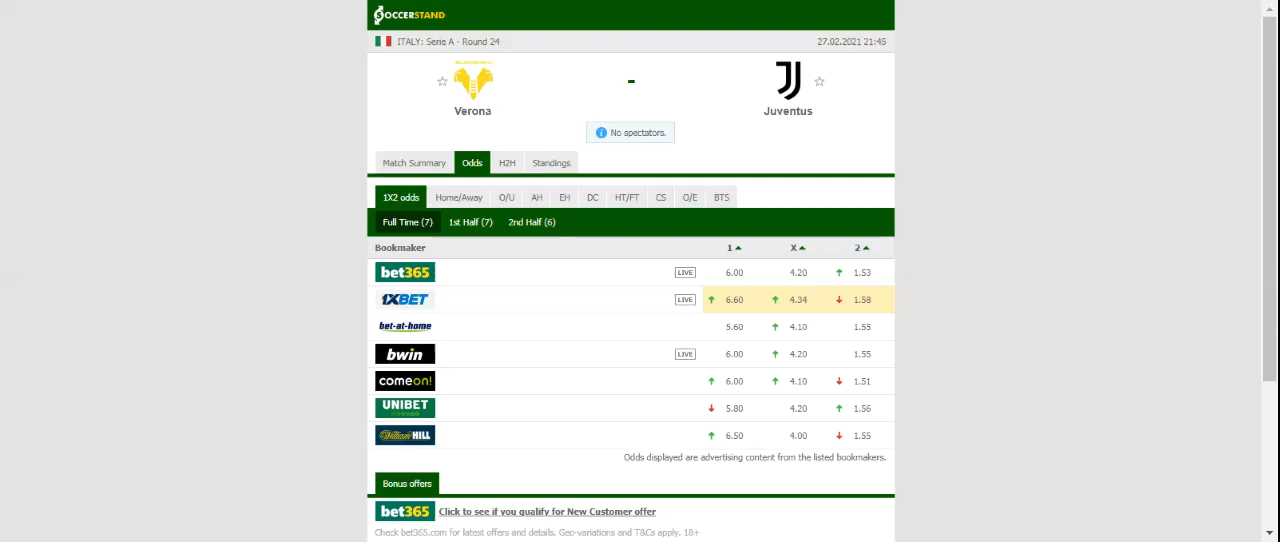 SOCCERSTAND
ITALY: Serie A - Round 24 27.02.2021 21:45
-
Verona Juventus
No spectators.
Match Summary Odds H2H Standings
1X2 odds Home/Away O/U AH EH DC HT/FT CS O/E BTS
Full Time (7) 1st Half (7) 2nd Half (6)
Bookmaker 1 X 2
bet365 LIVE 6.00 4.20 1.53
1XBET LIVE 6.60 4.34 1.58
bet-at-home 5.60 4.10 1.55
bwin LIVE 6.00 4.20 1.55
comeon! 6.00 4.10 1.51
UNIBET 5.80 4.20 1.56
William HILL 6.50 4.00 1.55
Odds displayed are advertising content from the listed bookmakers.
Bonus offers
bet365 Click to see if you qualify for New Customer offer
Check bet365.com for latest offers and details. Geo-variations and T&Cs apply. 18+